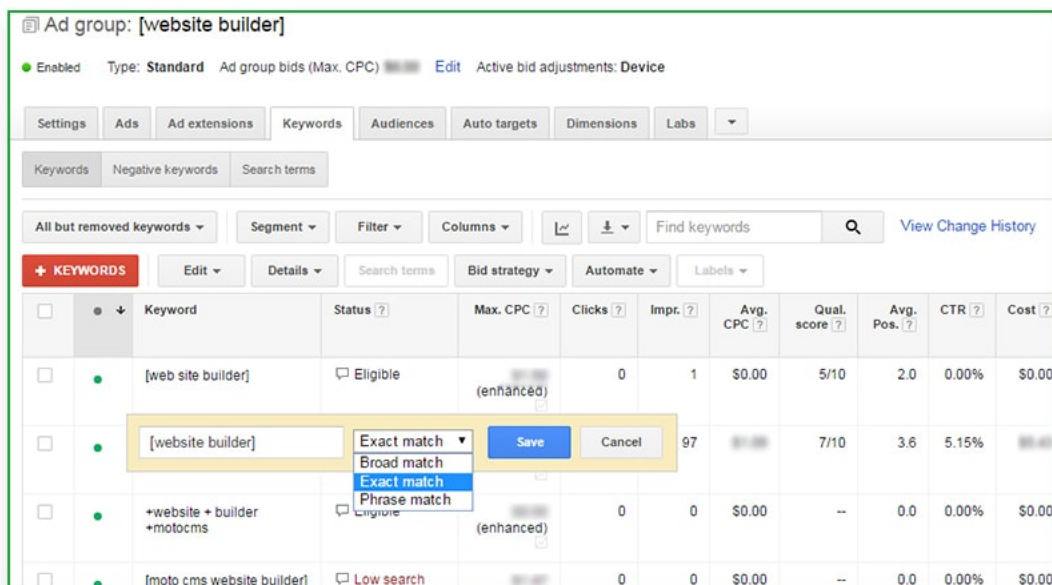 Ad group: [website builder]
Enabled Type: Standard Ad group bids (Max. CPC) Edit Active bid adjustments: Device
Settings Ads Ad extensions Keywords Audiences Auto targets Dimensions Labs
Keywords Negative keywords Search terms
All but removed keywords Segment Filter Columns Find keywords View Change History
+ KEYWORDS Edit Details Search terms Bid strategy Automate Labels
Keyword Status ? Max. CPC ? Clicks ? Impr. ? Avg. CPC ? Qual. score ? Avg. Pos. ? CTR ? Cost ?
[web site builder] Eligible (enhanced) 0 1 $0.00 5/10 2.0 0.00% $0.00
[website builder] Exact match Save Cancel 97 7/10 3.6 5.15%
Broad match
Exact match
Phrase match
+website + builder +motocms Eligible (enhanced) 0 0 $0.00 -- 0.0 0.00% $0.00
[moto cms website builder] Low search 0 0 $0.00 -- 0.0 0.00% $0.00